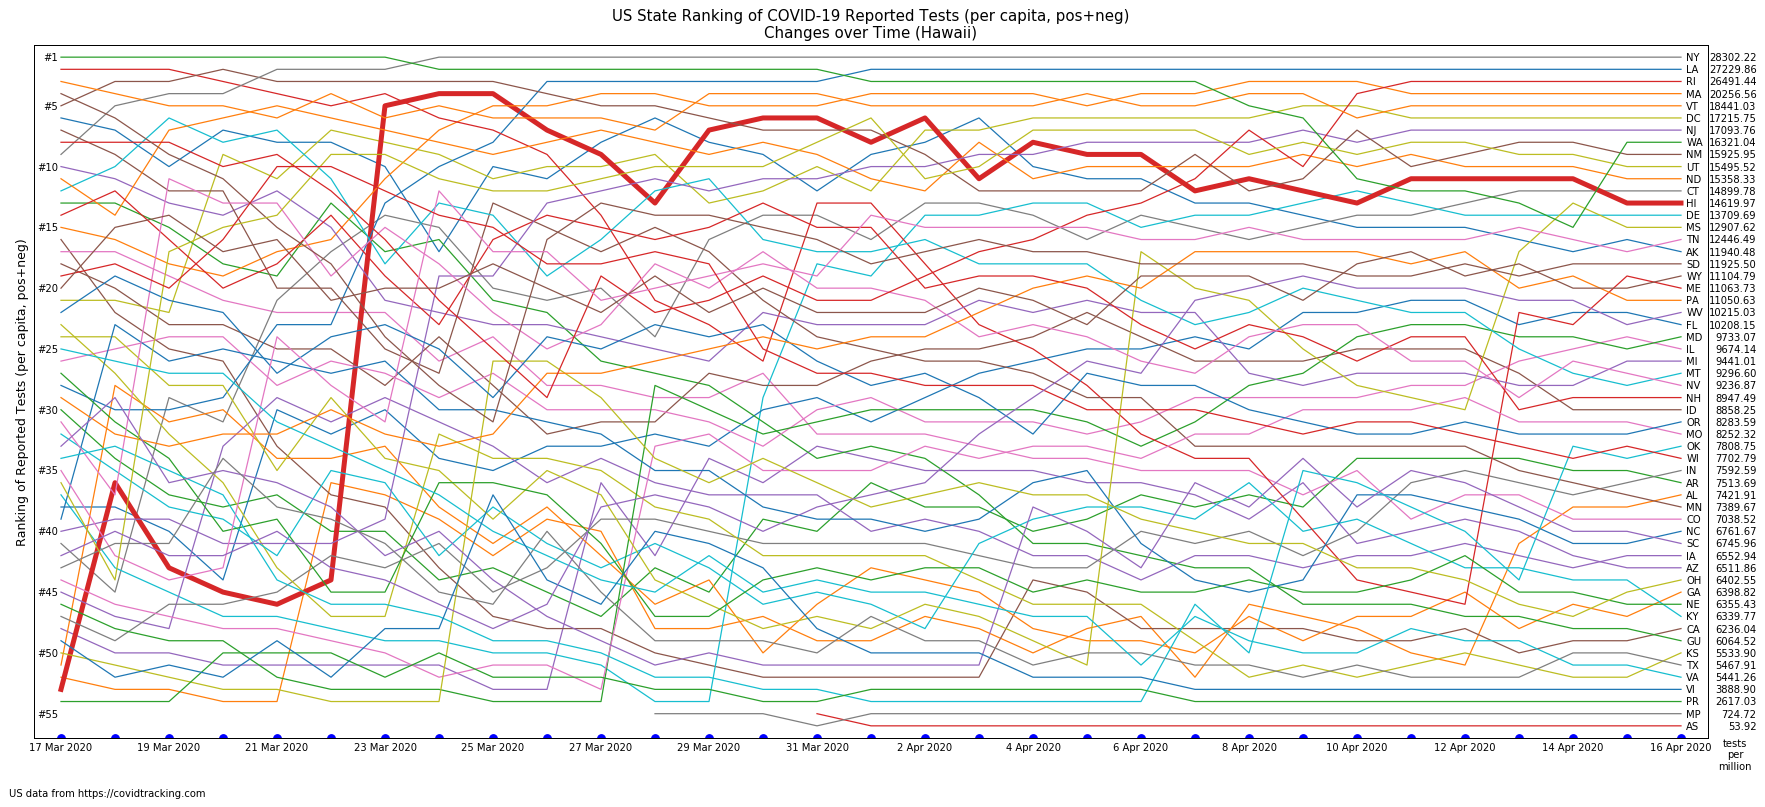 US State Ranking of COVID-19 Reported Tests (per capita, pos+neg)
Changes over Time (Hawaii)
Ranking of Reported Tests (per capita, pos+neg)
#1
#5
#10
#15
#20
#25
#30
#35
#40
#45
#50
#55
NY 28302.22
LA 27229.86
RI 26491.44
MA 20256.56
VT 18441.03
DC 17215.75
NJ 17093.76
WA 16321.04
NM 15925.95
UT 15495.52
ND 15358.33
CT 14899.78
HI 14619.97
DE 13709.69
MS 12907.62
TN 12446.49
AK 11940.48
SD 11925.50
WY 11104.79
ME 11063.73
PA 11050.63
WV 10215.03
FL 10208.15
MD 9733.07
IL 9674.14
MI 9441.01
MT 9296.60
NV 9236.87
NH 8947.49
ID 8858.25
OR 8283.59
MO 8252.32
OK 7808.75
WI 7702.79
IN 7592.59
AR 7513.69
AL 7421.91
MN 7389.67
CO 7038.52
NC 6761.67
SC 6745.96
IA 6552.94
AZ 6511.86
OH 6402.55
GA 6398.82
NE 6355.43
KY 6339.77
CA 6236.04
GU 6064.52
KS 5533.90
TX 5467.91
VA 5441.26
VI 3888.90
PR 2617.03
MP 724.72
AS 53.92
17 Mar 2020 19 Mar 2020 21 Mar 2020 23 Mar 2020 25 Mar 2020 27 Mar 2020 29 Mar 2020 31 Mar 2020 2 Apr 2020 4 Apr 2020 6 Apr 2020 8 Apr 2020 10 Apr 2020 12 Apr 2020 14 Apr 2020 16 Apr 2020
tests
per
million
US data from https://covidtracking.com